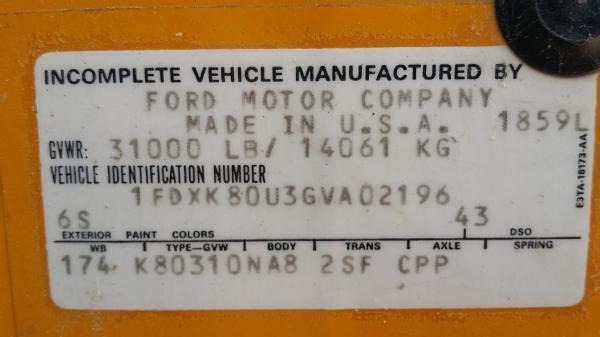 INCOMPLETE VEHICLE MANUFACTURED BY
FORD MOTOR COMPANY
MADE IN U.S.A. 1859L
GVWR: 31000 LB/ 14061 KG
VEHICLE IDENTIFICATION NUMBER
1FDXK80U3GVA02196
6S 43
EXTERIOR PAINT COLORS DSO
WB TYPE-GVW BODY TRANS AXLE SPRING
174 K80310NA8 2SF CPP
E3TA-18173-AA